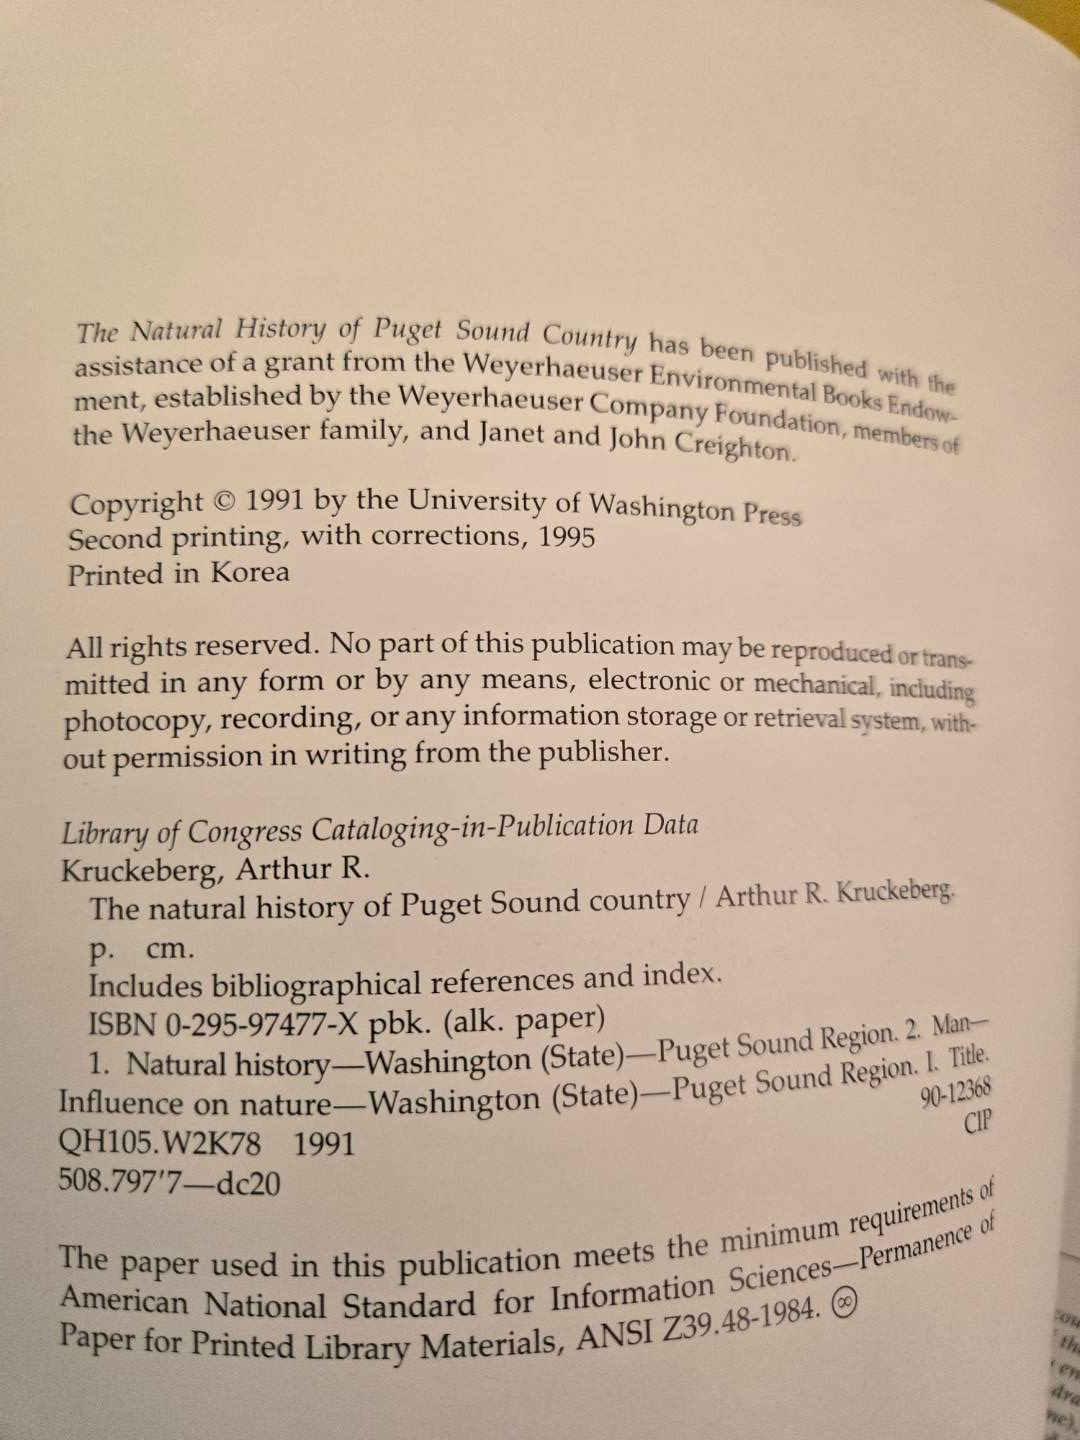 The Natural History of Puget Sound Country has been published with the
assistance of a grant from the Weyerhaeuser Environmental Books Endow-
ment, established by the Weyerhaeuser Company Foundation, members of
the Weyerhaeuser family, and Janet and John Creighton.
Copyright © 1991 by the University of Washington Press
Second printing, with corrections, 1995
Printed in Korea
All rights reserved. No part of this publication may be reproduced or trans-
mitted in any form or by any means, electronic or mechanical, including
photocopy, recording, or any information storage or retrieval system, with-
out permission in writing from the publisher.
Library of Congress Cataloging-in-Publication Data
Kruckeberg, Arthur R.
The natural history of Puget Sound country / Arthur R. Kruckeberg.
p. cm.
Includes bibliographical references and index.
ISBN 0-295-97477-X pbk. (alk. paper)
1. Natural history—Washington (State)—Puget Sound Region. 2. Man—
Influence on nature—Washington (State)—Puget Sound Region. I. Title.
QH105.W2K78 1991 90-12368
508.797'7—dc20 CIP
The paper used in this publication meets the minimum requirements of
American National Standard for Information Sciences—Permanence of
Paper for Printed Library Materials, ANSI Z39.48-1984. ♾